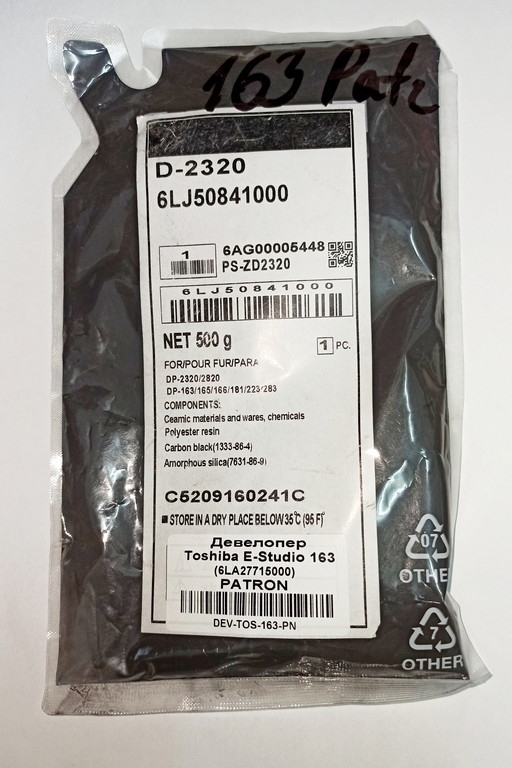 163 Patr
D-2320
6LJ50841000
1
6AG00005448
PS-ZD2320
6LJ50841000
NET 500 g
1 PC.
FOR/POUR FUR/PARA
DP-2320/2820
DP-163/165/166/181/223/283
COMPONENTS:
Ceamic materials and wares, chemicals
Polyester resin
Carbon black(1333-86-4)
Amorphous silica(7631-86-9)
C5209160241C
■ STORE IN A DRY PLACE BELOW 35℃ (95 F)°
Девелопер
Toshiba E-Studio 163
(6LA27715000)
PATRON
DEV-TOS-163-PN
07
OTHE
7
OTHER